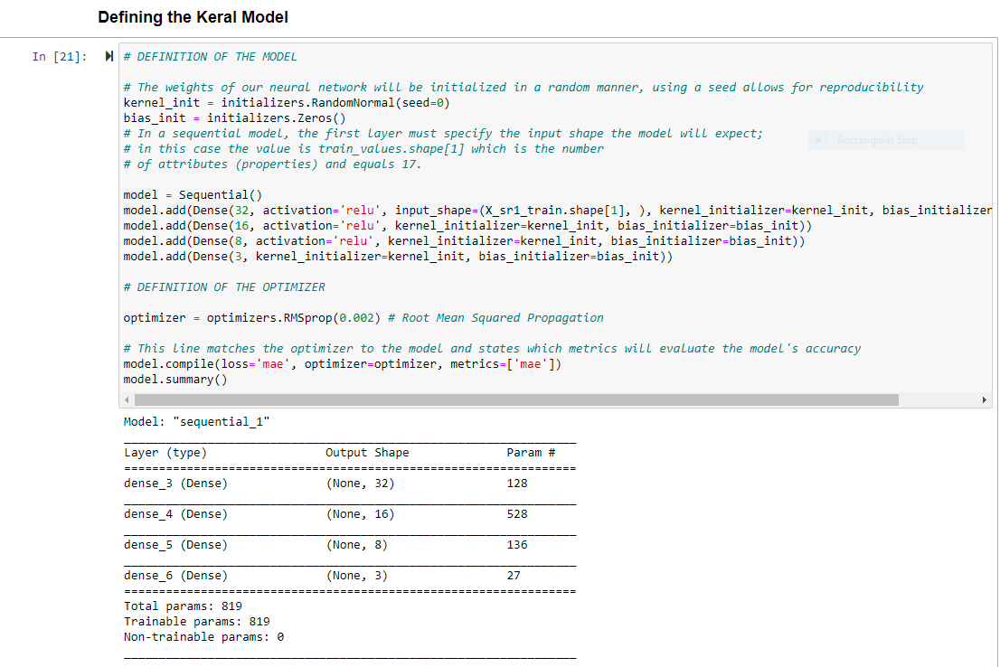 Defining the Keral Model
In [21]:
# DEFINITION OF THE MODEL
# The weights of our neural network will be initialized in a random manner, using a seed allows for reproducibility
kernel_init = initializers.RandomNormal(seed=0)
bias_init = initializers.Zeros()
# In a sequential model, the first layer must specify the input shape the model will expect;
# in this case the value is train_values.shape[1] which is the number
# of attributes (properties) and equals 17.
Rectangular Snip
model = Sequential()
model.add(Dense(32, activation='relu', input_shape=(X_sr1_train.shape[1], ), kernel_initializer=kernel_init, bias_initializer
model.add(Dense(16, activation='relu', kernel_initializer=kernel_init, bias_initializer=bias_init))
model.add(Dense(8, activation='relu', kernel_initializer=kernel_init, bias_initializer=bias_init))
model.add(Dense(3, kernel_initializer=kernel_init, bias_initializer=bias_init))
# DEFINITION OF THE OPTIMIZER
optimizer = optimizers.RMSprop(0.002) # Root Mean Squared Propagation
# This line matches the optimizer to the model and states which metrics will evaluate the model's accuracy
model.compile(loss='mae', optimizer=optimizer, metrics=['mae'])
model.summary()
Model: "sequential_1"
_________________________________________________________________
Layer (type) Output Shape Param #
=================================================================
dense_3 (Dense) (None, 32) 128
_________________________________________________________________
dense_4 (Dense) (None, 16) 528
_________________________________________________________________
dense_5 (Dense) (None, 8) 136
_________________________________________________________________
dense_6 (Dense) (None, 3) 27
=================================================================
Total params: 819
Trainable params: 819
Non-trainable params: 0
_________________________________________________________________